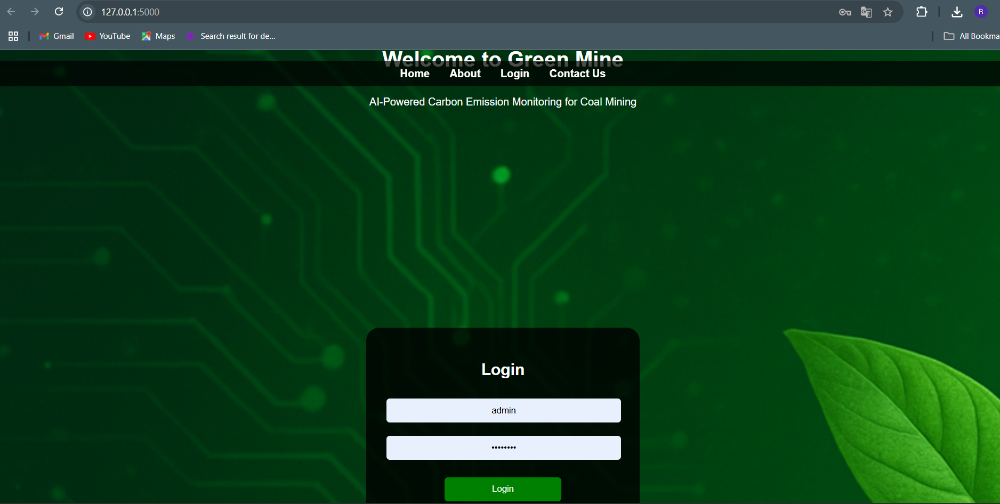 127.0.0.1:5000
R
Gmail YouTube Maps Search result for de... All Bookma
Welcome to Green Mine
Home About Login Contact Us
AI-Powered Carbon Emission Monitoring for Coal Mining
Login
admin
••••••••
Login